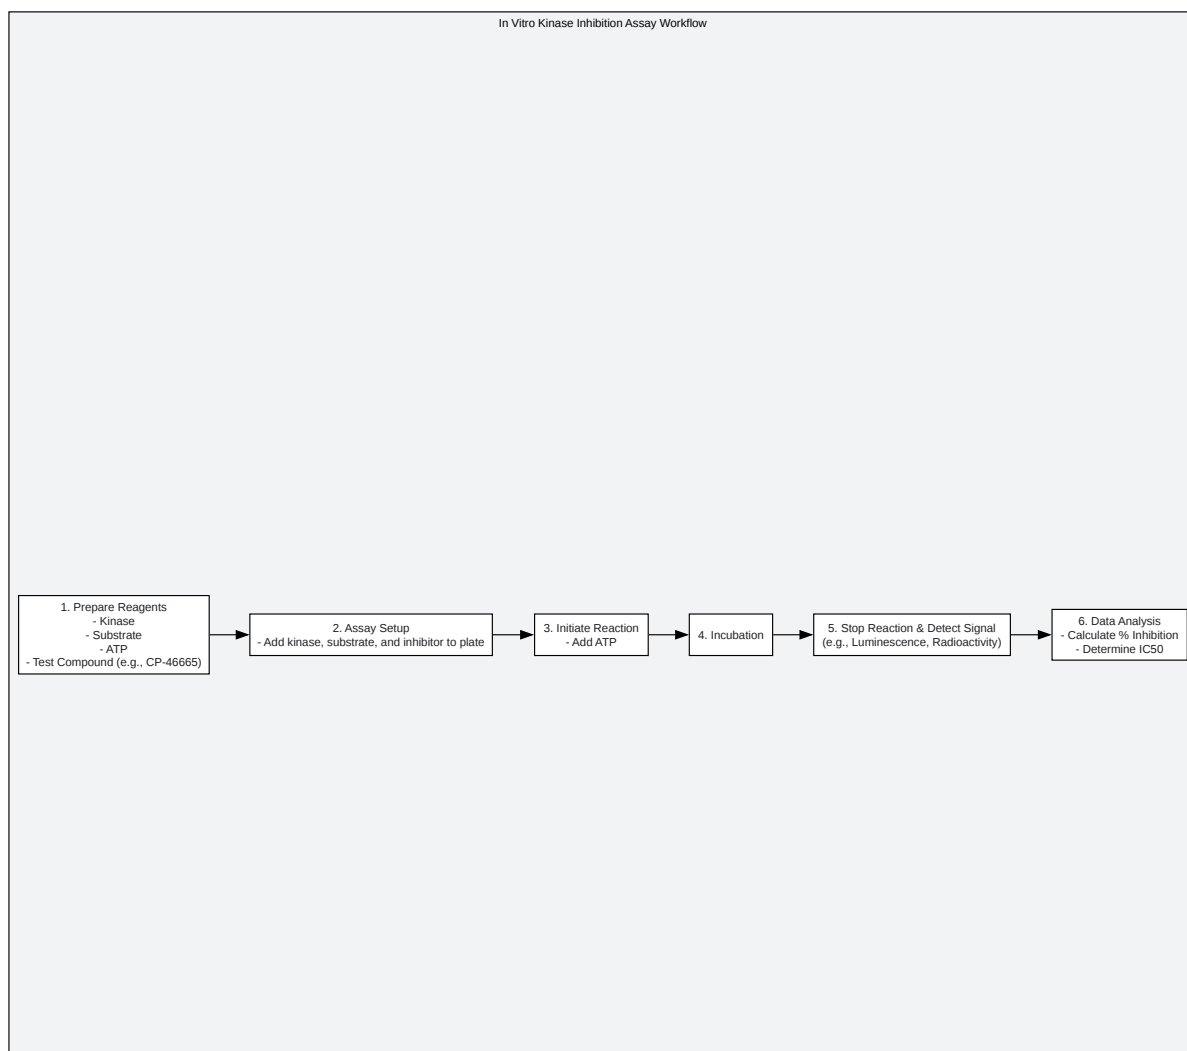 In Vitro Kinase Inhibition Assay Workflow
1. Prepare Reagents
- Kinase
- Substrate
- ATP
- Test Compound (e.g., CP-46665)
2. Assay Setup
- Add kinase, substrate, and inhibitor to plate
3. Initiate Reaction
- Add ATP
4. Incubation
5. Stop Reaction & Detect Signal
(e.g., Luminescence, Radioactivity)
6. Data Analysis
- Calculate % Inhibition
- Determine IC50